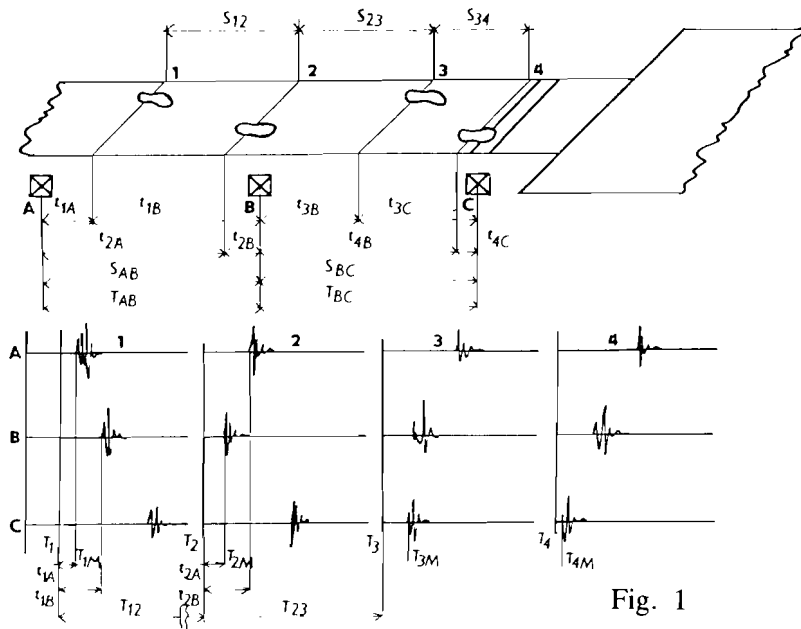 S12 S23 S34
1 2 3 4
A t1A t1B B t3B t3C C
t2A t2B t4B t4C
SAB SBC
TAB TBC
1 2 3 4
A
B
C
T1 T1M T2 T2M T3 T3M T4 T4M
t1A t2A
t1B T12 t2B T23
Fig. 1